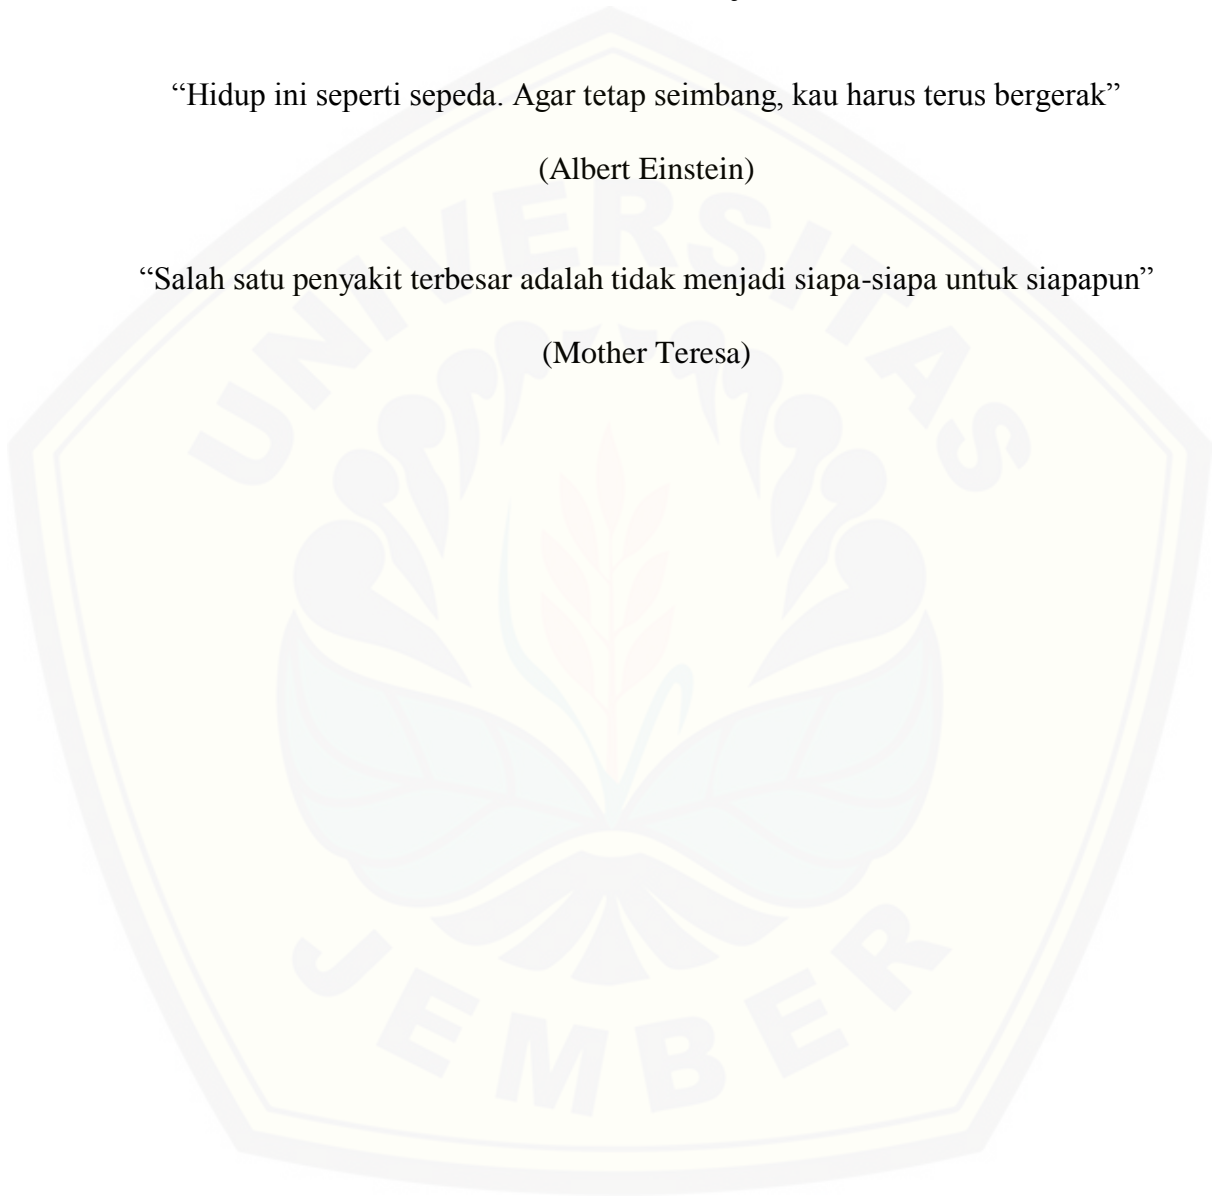 “Hidup ini seperti sepeda. Agar tetap seimbang, kau harus terus bergerak”
(Albert Einstein)
“Salah satu penyakit terbesar adalah tidak menjadi siapa-siapa untuk siapapun”
(Mother Teresa)
UNIVERSITAS
JEMBER